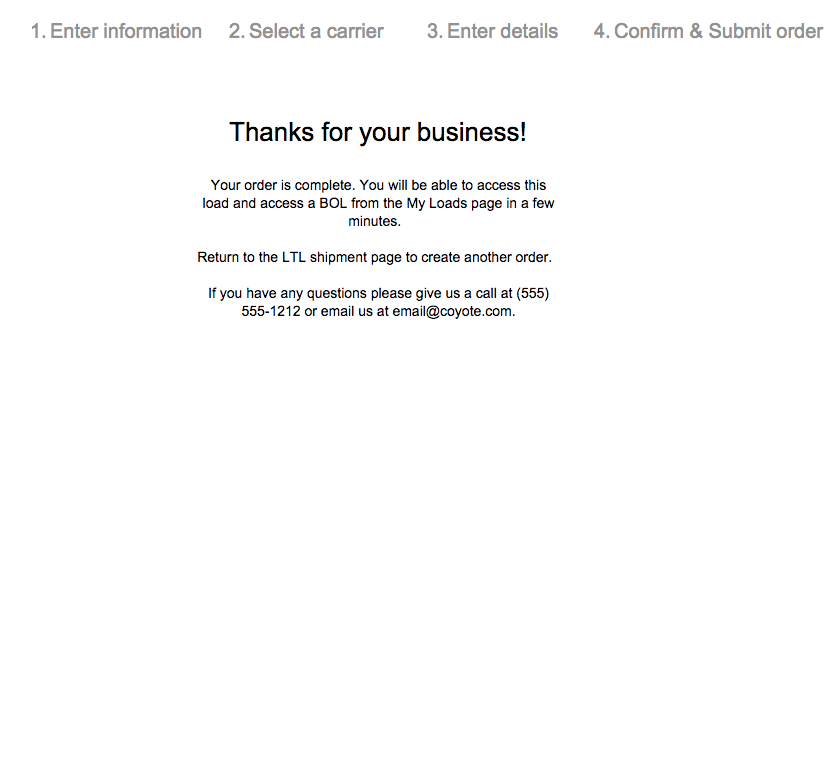 1. Enter information 2. Select a carrier 3. Enter details 4. Confirm & Submit order
Thanks for your business!
Your order is complete. You will be able to access this
load and access a BOL from the My Loads page in a few
minutes.
Return to the LTL shipment page to create another order.
If you have any questions please give us a call at (555)
555-1212 or email us at email@coyote.com.